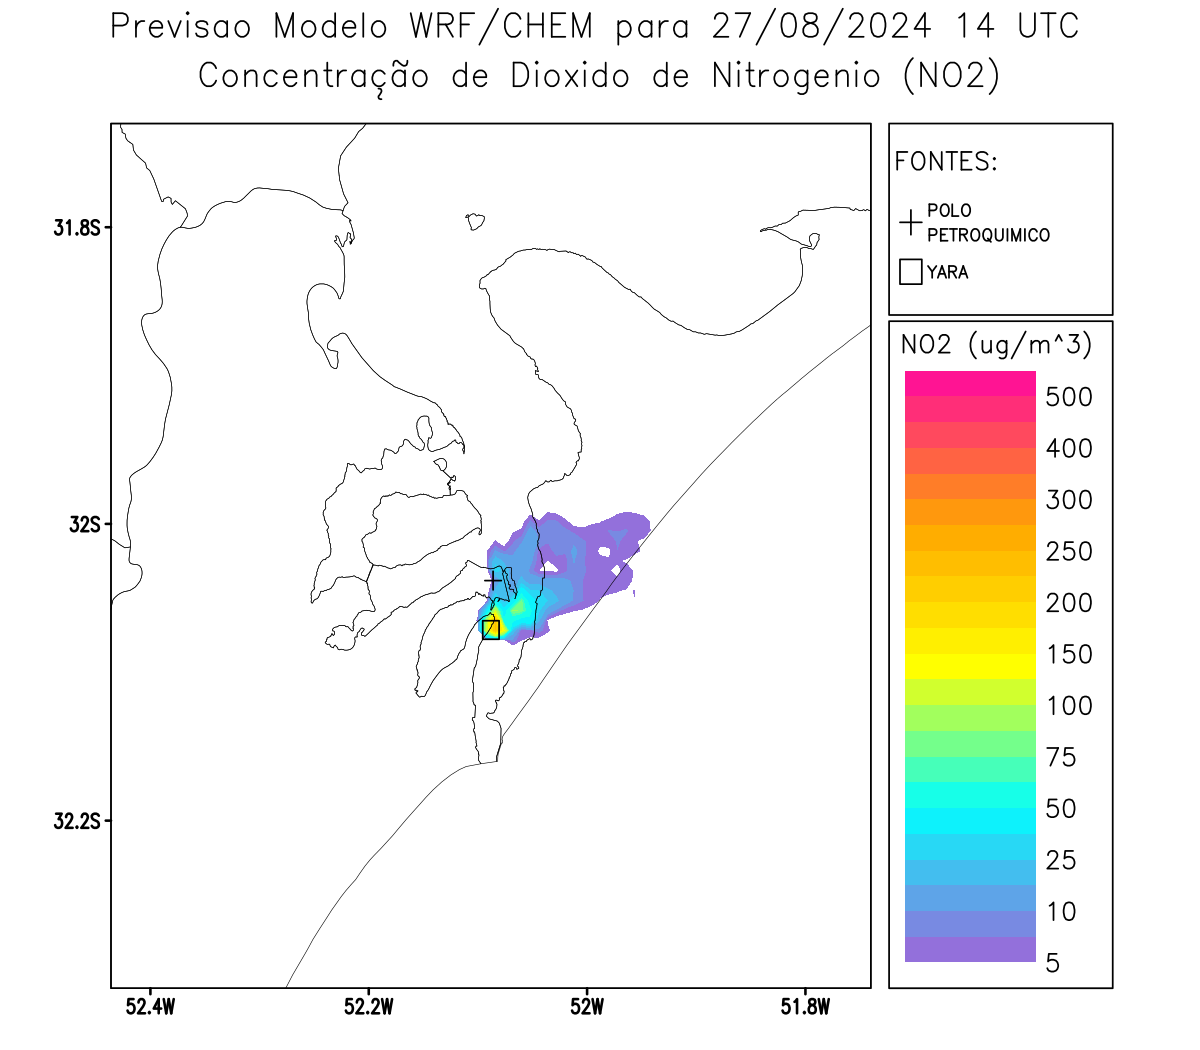 Previsao Modelo WRF/CHEM para 27/08/2024 14 UTC
Concentração de Dioxido de Nitrogenio (NO2)
FONTES:
POLO
PETROQUIMICO
YARA
NO2 (ug/m^3)
500
400
300
250
200
150
100
75
50
25
10
5
31.8S
32S
32.2S
52.4W
52.2W
52W
51.8W